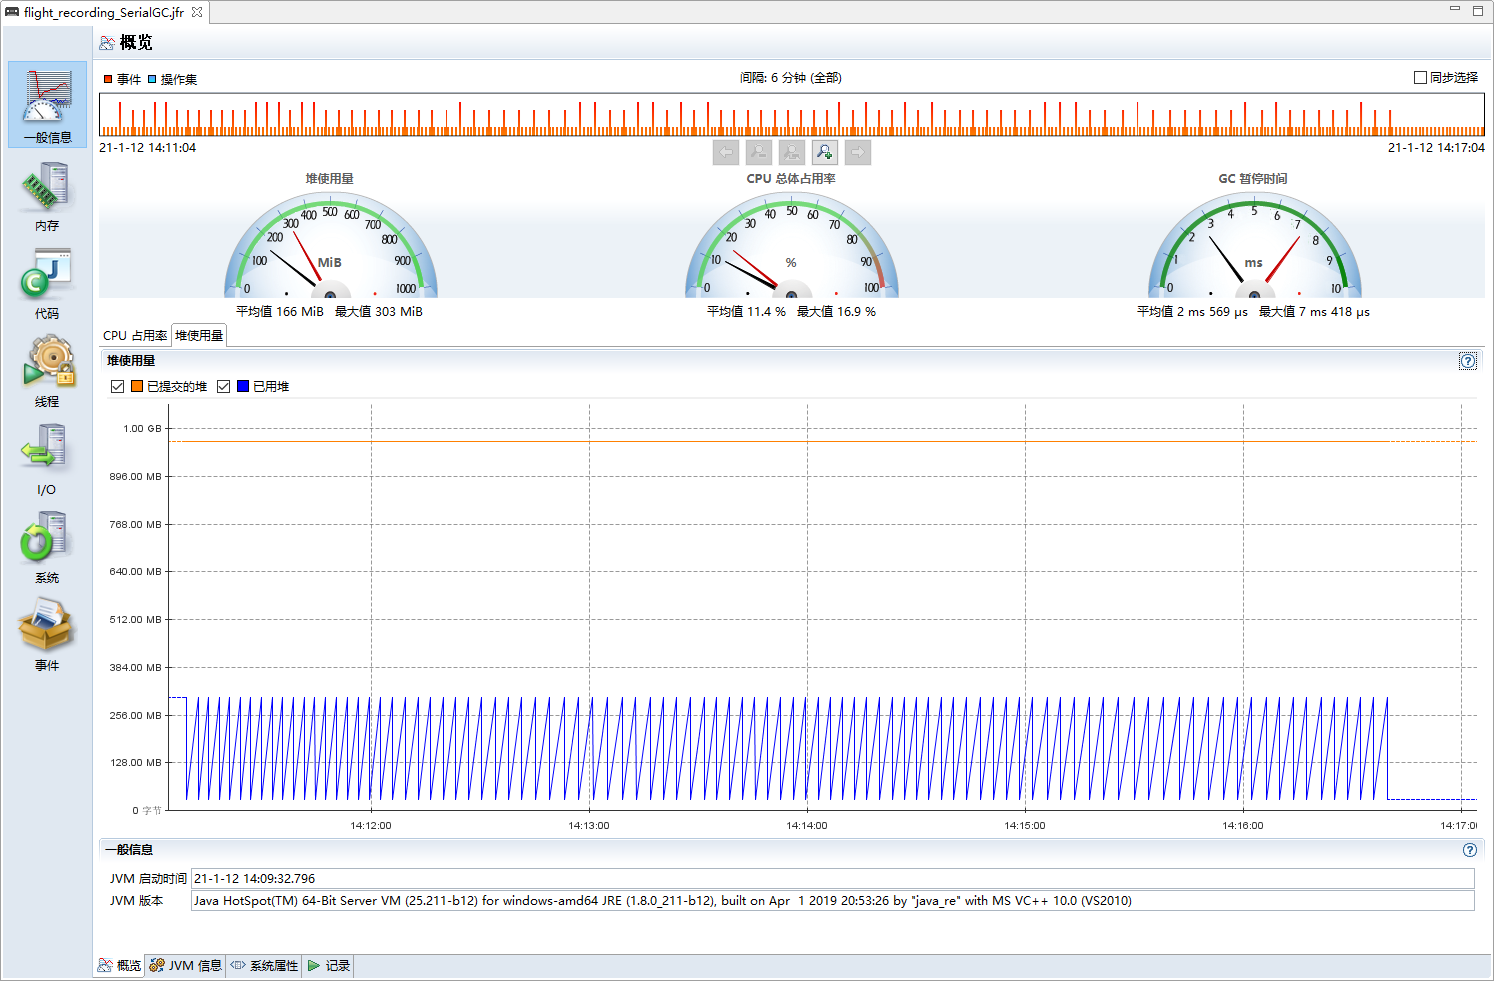 flight_recording_SerialGC.jfr
概览
一般信息
内存
代码
线程
I/O
系统
事件
事件 操作集
间隔: 6 分钟 (全部)
同步选择
21-1-12 14:11:04
21-1-12 14:17:04
堆使用量
0 100 200 300 400 500 600 700 800 900 1000
MiB
平均值 166 MiB 最大值 303 MiB
CPU 总体占用率
0 10 20 30 40 50 60 70 80 90 100
%
平均值 11.4 % 最大值 16.9 %
GC 暂停时间
0 1 2 3 4 5 6 7 8 9 10
ms
平均值 2 ms 569 µs 最大值 7 ms 418 µs
CPU 占用率 堆使用量
堆使用量
已提交的堆 已用堆
1.00 GB
896.00 MB
768.00 MB
640.00 MB
512.00 MB
384.00 MB
256.00 MB
128.00 MB
0 字节
14:12:00 14:13:00 14:14:00 14:15:00 14:16:00 14:17:0
一般信息
JVM 启动时间 21-1-12 14:09:32.796
JVM 版本 Java HotSpot(TM) 64-Bit Server VM (25.211-b12) for windows-amd64 JRE (1.8.0_211-b12), built on Apr  1 2019 20:53:26 by "java_re" with MS VC++ 10.0 (VS2010)
概览 JVM 信息 系统属性 记录